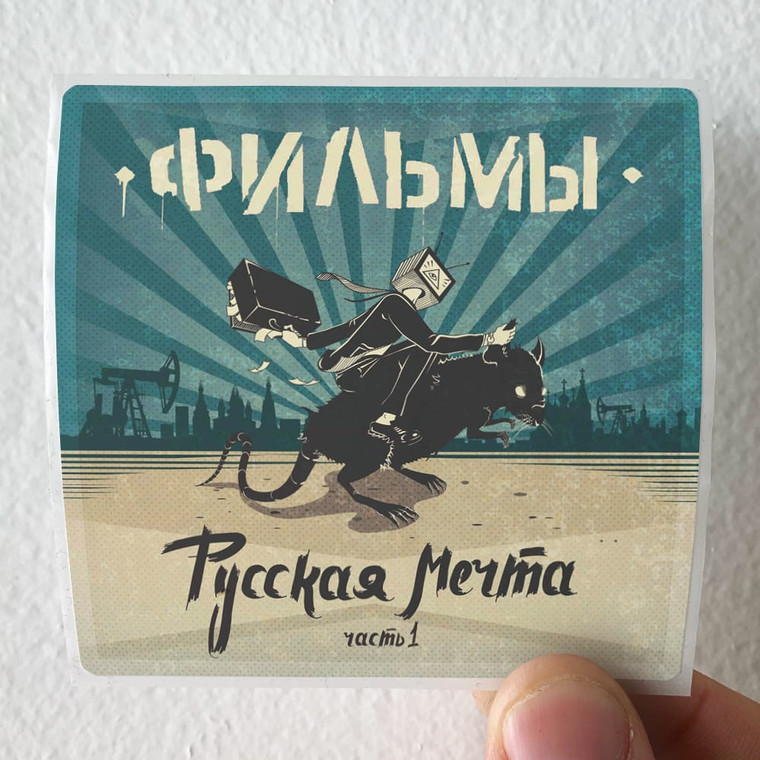 ФИЛЬМЫ
Русская Мечта
часть 1